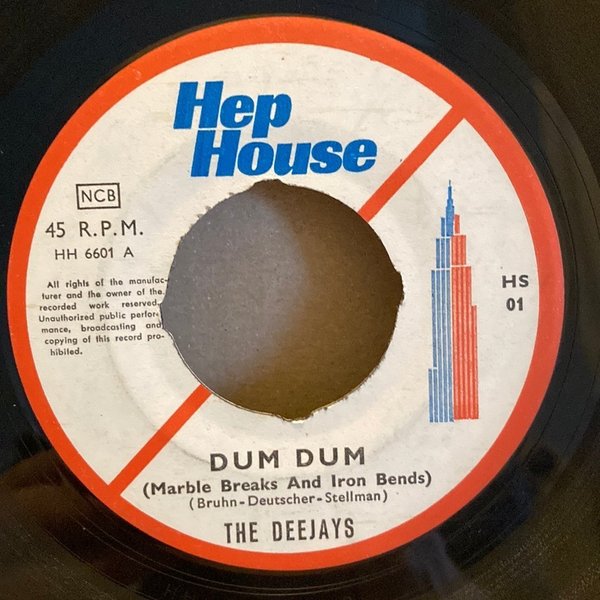 Hep
House
NCB
45 R.P.M.
HH 6601 A
All rights of the manufac-
turer and the owner of the
recorded work reserved.
Unauthorized public perfor-
mance, broadcasting and
copying of this record pro-
hibited.
HS
01
DUM DUM
(Marble Breaks And Iron Bends)
(Bruhn-Deutscher-Stellman)
THE DEEJAYS